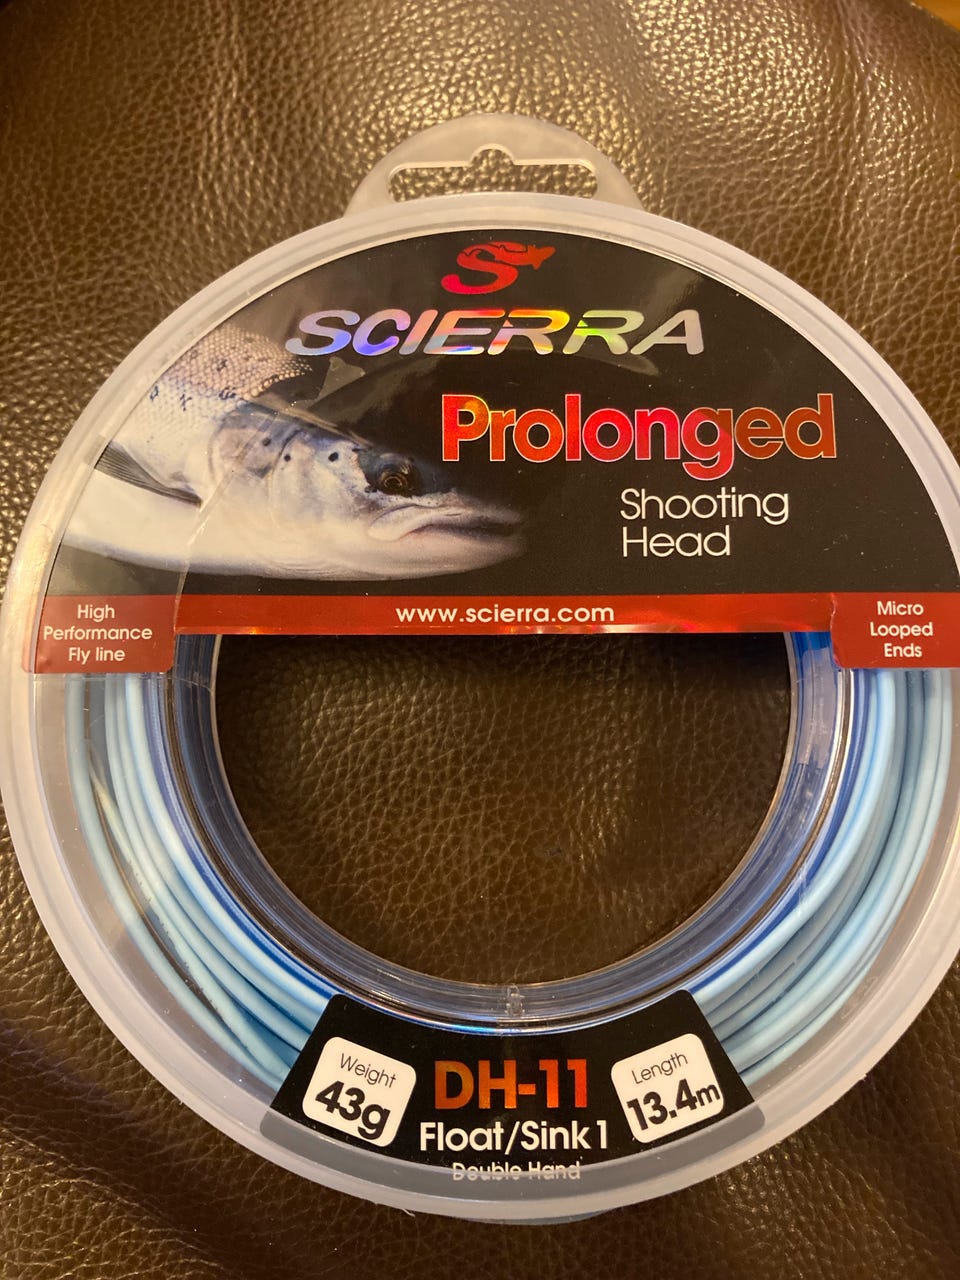 S
SCIERRA
Prolonged
Shooting
Head
High
Performance
Fly line
www.scierra.com
Micro
Looped
Ends
Weight
43g
DH-11
Float/Sink 1
Double Hand
Length
13.4m